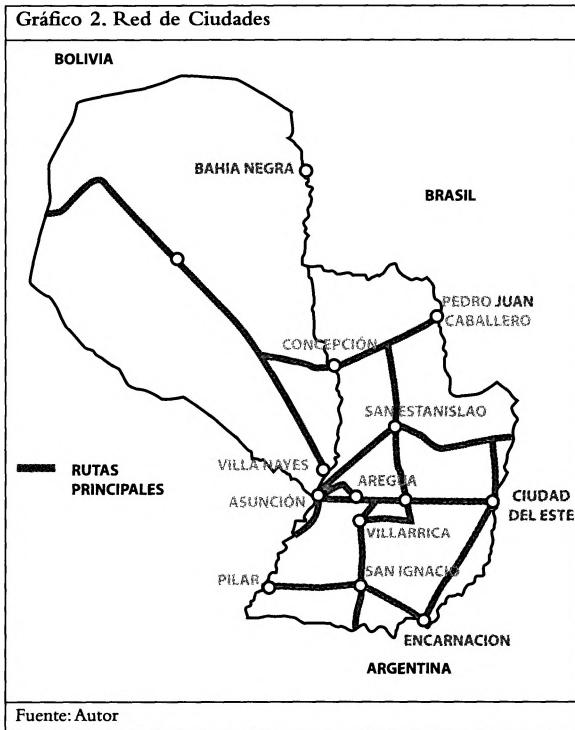 Gráfico 2. Red de Ciudades
BOLIVIA
BAHIA NEGRA
BRASIL
PEDRO JUAN
CABALLERO
CONCEPCIÓN
SAN ESTANISLAO
VILLA HAYES
RUTAS
PRINCIPALES
AREGUA
ASUNCIÓN
CIUDAD
DEL ESTE
VILLARRICA
PILAR
SAN IGNACIO
ENCARNACION
ARGENTINA
Fuente: Autor